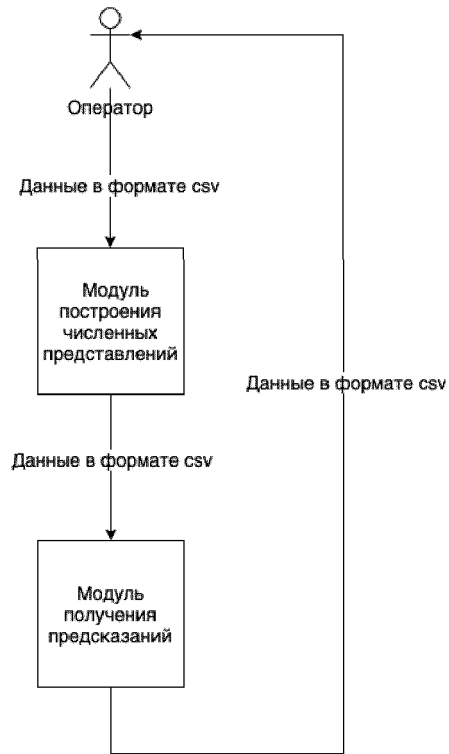 Оператор
Данные в формате csv
Модуль
построения
численных
представлений
Данные в формате csv
Данные в формате csv
Модуль
получения
предсказаний